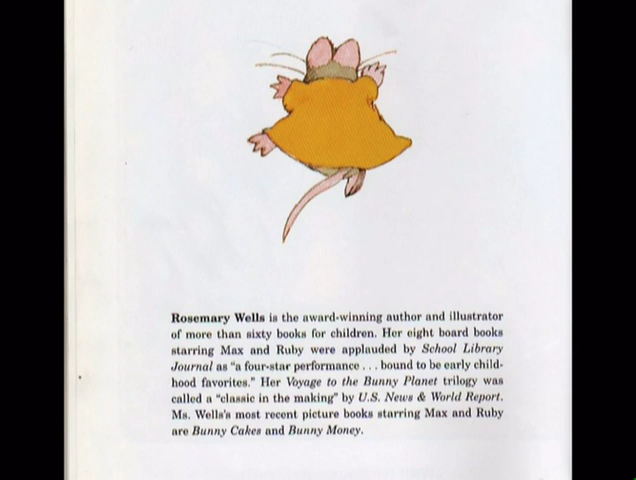 Rosemary Wells is the award-winning author and illustrator
of more than sixty books for children. Her eight board books
starring Max and Ruby were applauded by School Library
Journal as "a four-star performance . . . bound to be early child-
hood favorites." Her Voyage to the Bunny Planet trilogy was
called a "classic in the making" by U.S. News & World Report.
Ms. Wells's most recent picture books starring Max and Ruby
are Bunny Cakes and Bunny Money.